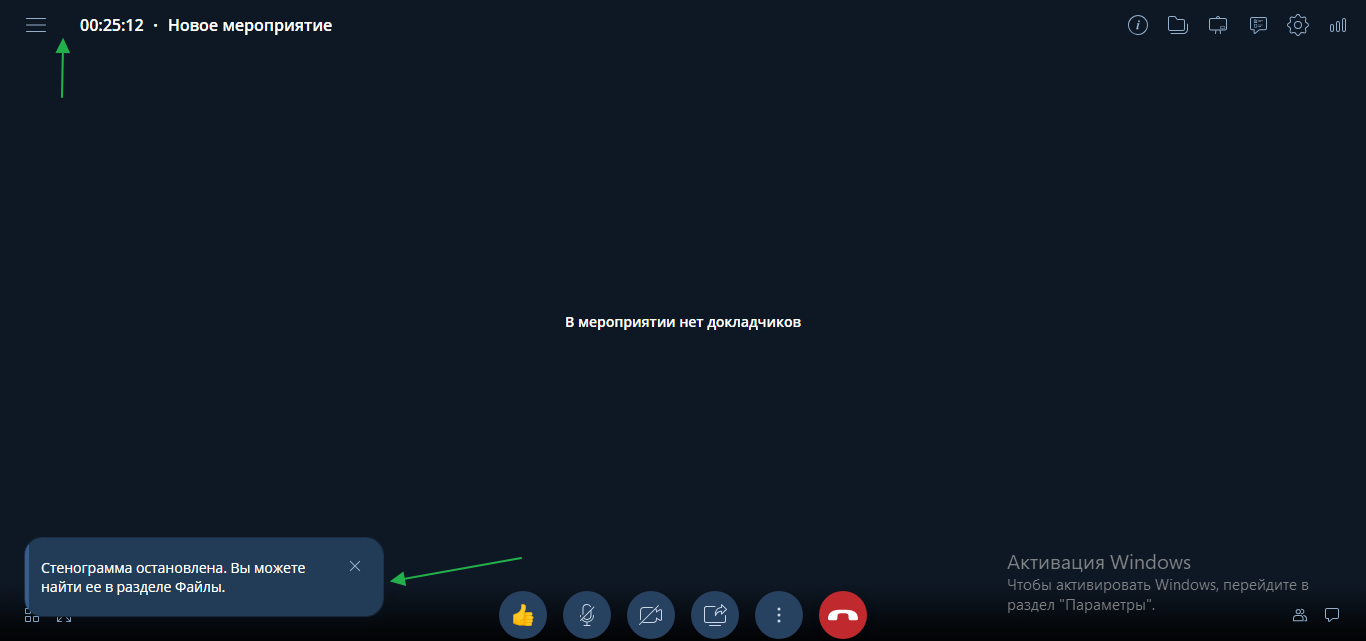 00:25:12 · Новое мероприятие
В мероприятии нет докладчиков
Стенограмма остановлена. Вы можете
найти ее в разделе Файлы.
Активация Windows
Чтобы активировать Windows, перейдите в
раздел "Параметры".